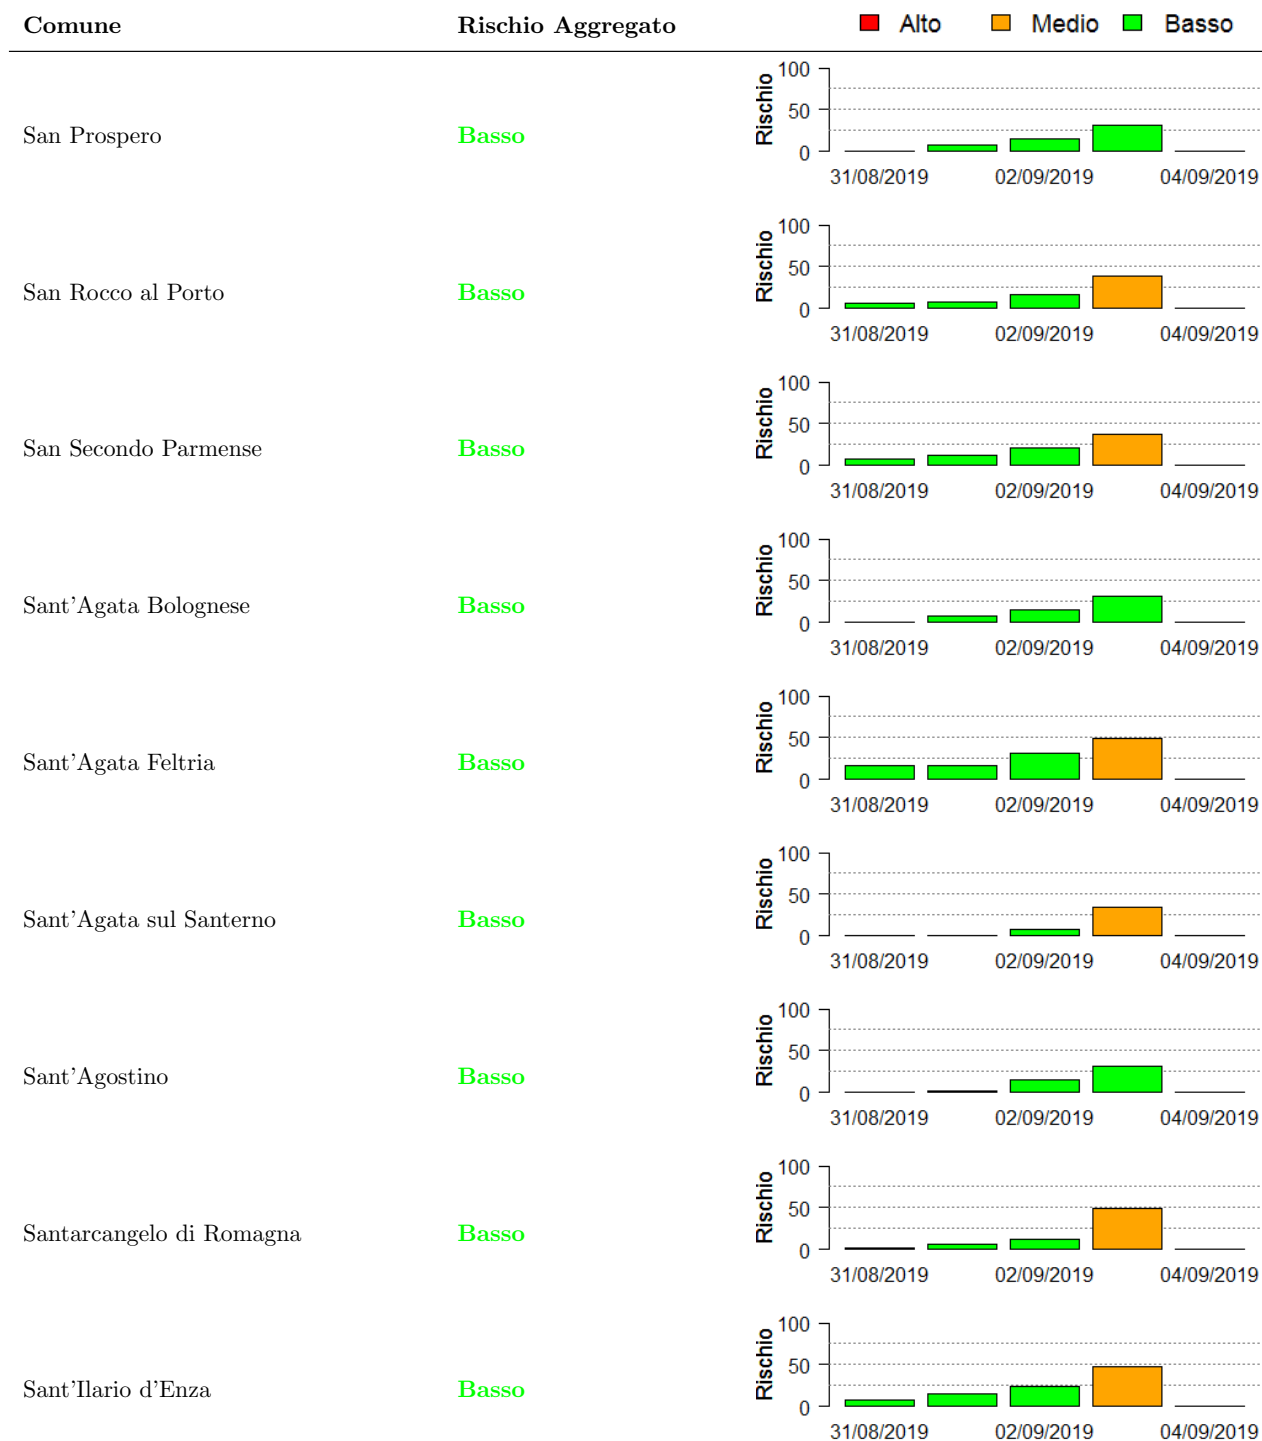 Comune Rischio Aggregato Alto Medio Basso
San Prospero Basso
Rischio
100
50
0
31/08/2019 02/09/2019 04/09/2019
San Rocco al Porto Basso
Rischio
100
50
0
31/08/2019 02/09/2019 04/09/2019
San Secondo Parmense Basso
Rischio
100
50
0
31/08/2019 02/09/2019 04/09/2019
Sant'Agata Bolognese Basso
Rischio
100
50
0
31/08/2019 02/09/2019 04/09/2019
Sant'Agata Feltria Basso
Rischio
100
50
0
31/08/2019 02/09/2019 04/09/2019
Sant'Agata sul Santerno Basso
Rischio
100
50
0
31/08/2019 02/09/2019 04/09/2019
Sant'Agostino Basso
Rischio
100
50
0
31/08/2019 02/09/2019 04/09/2019
Santarcangelo di Romagna Basso
Rischio
100
50
0
31/08/2019 02/09/2019 04/09/2019
Sant'Ilario d'Enza Basso
Rischio
100
50
0
31/08/2019 02/09/2019 04/09/2019